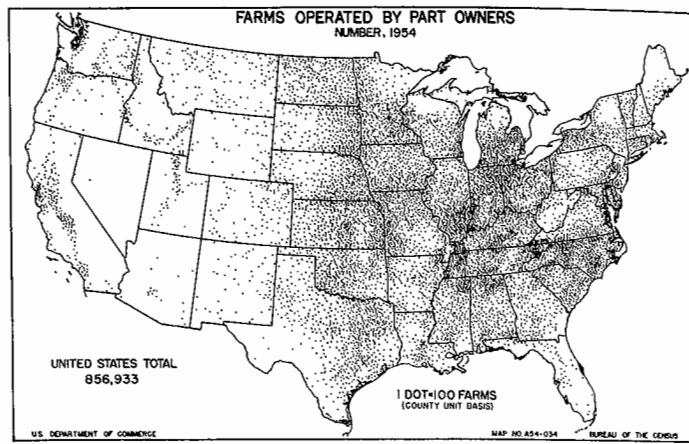 FARMS OPERATED BY PART OWNERS
NUMBER, 1954
UNITED STATES TOTAL
856,933
1 DOT=100 FARMS
(COUNTY UNIT BASIS)
U.S. DEPARTMENT OF COMMERCE
MAP NO. A54-034
BUREAU OF THE CENSUS